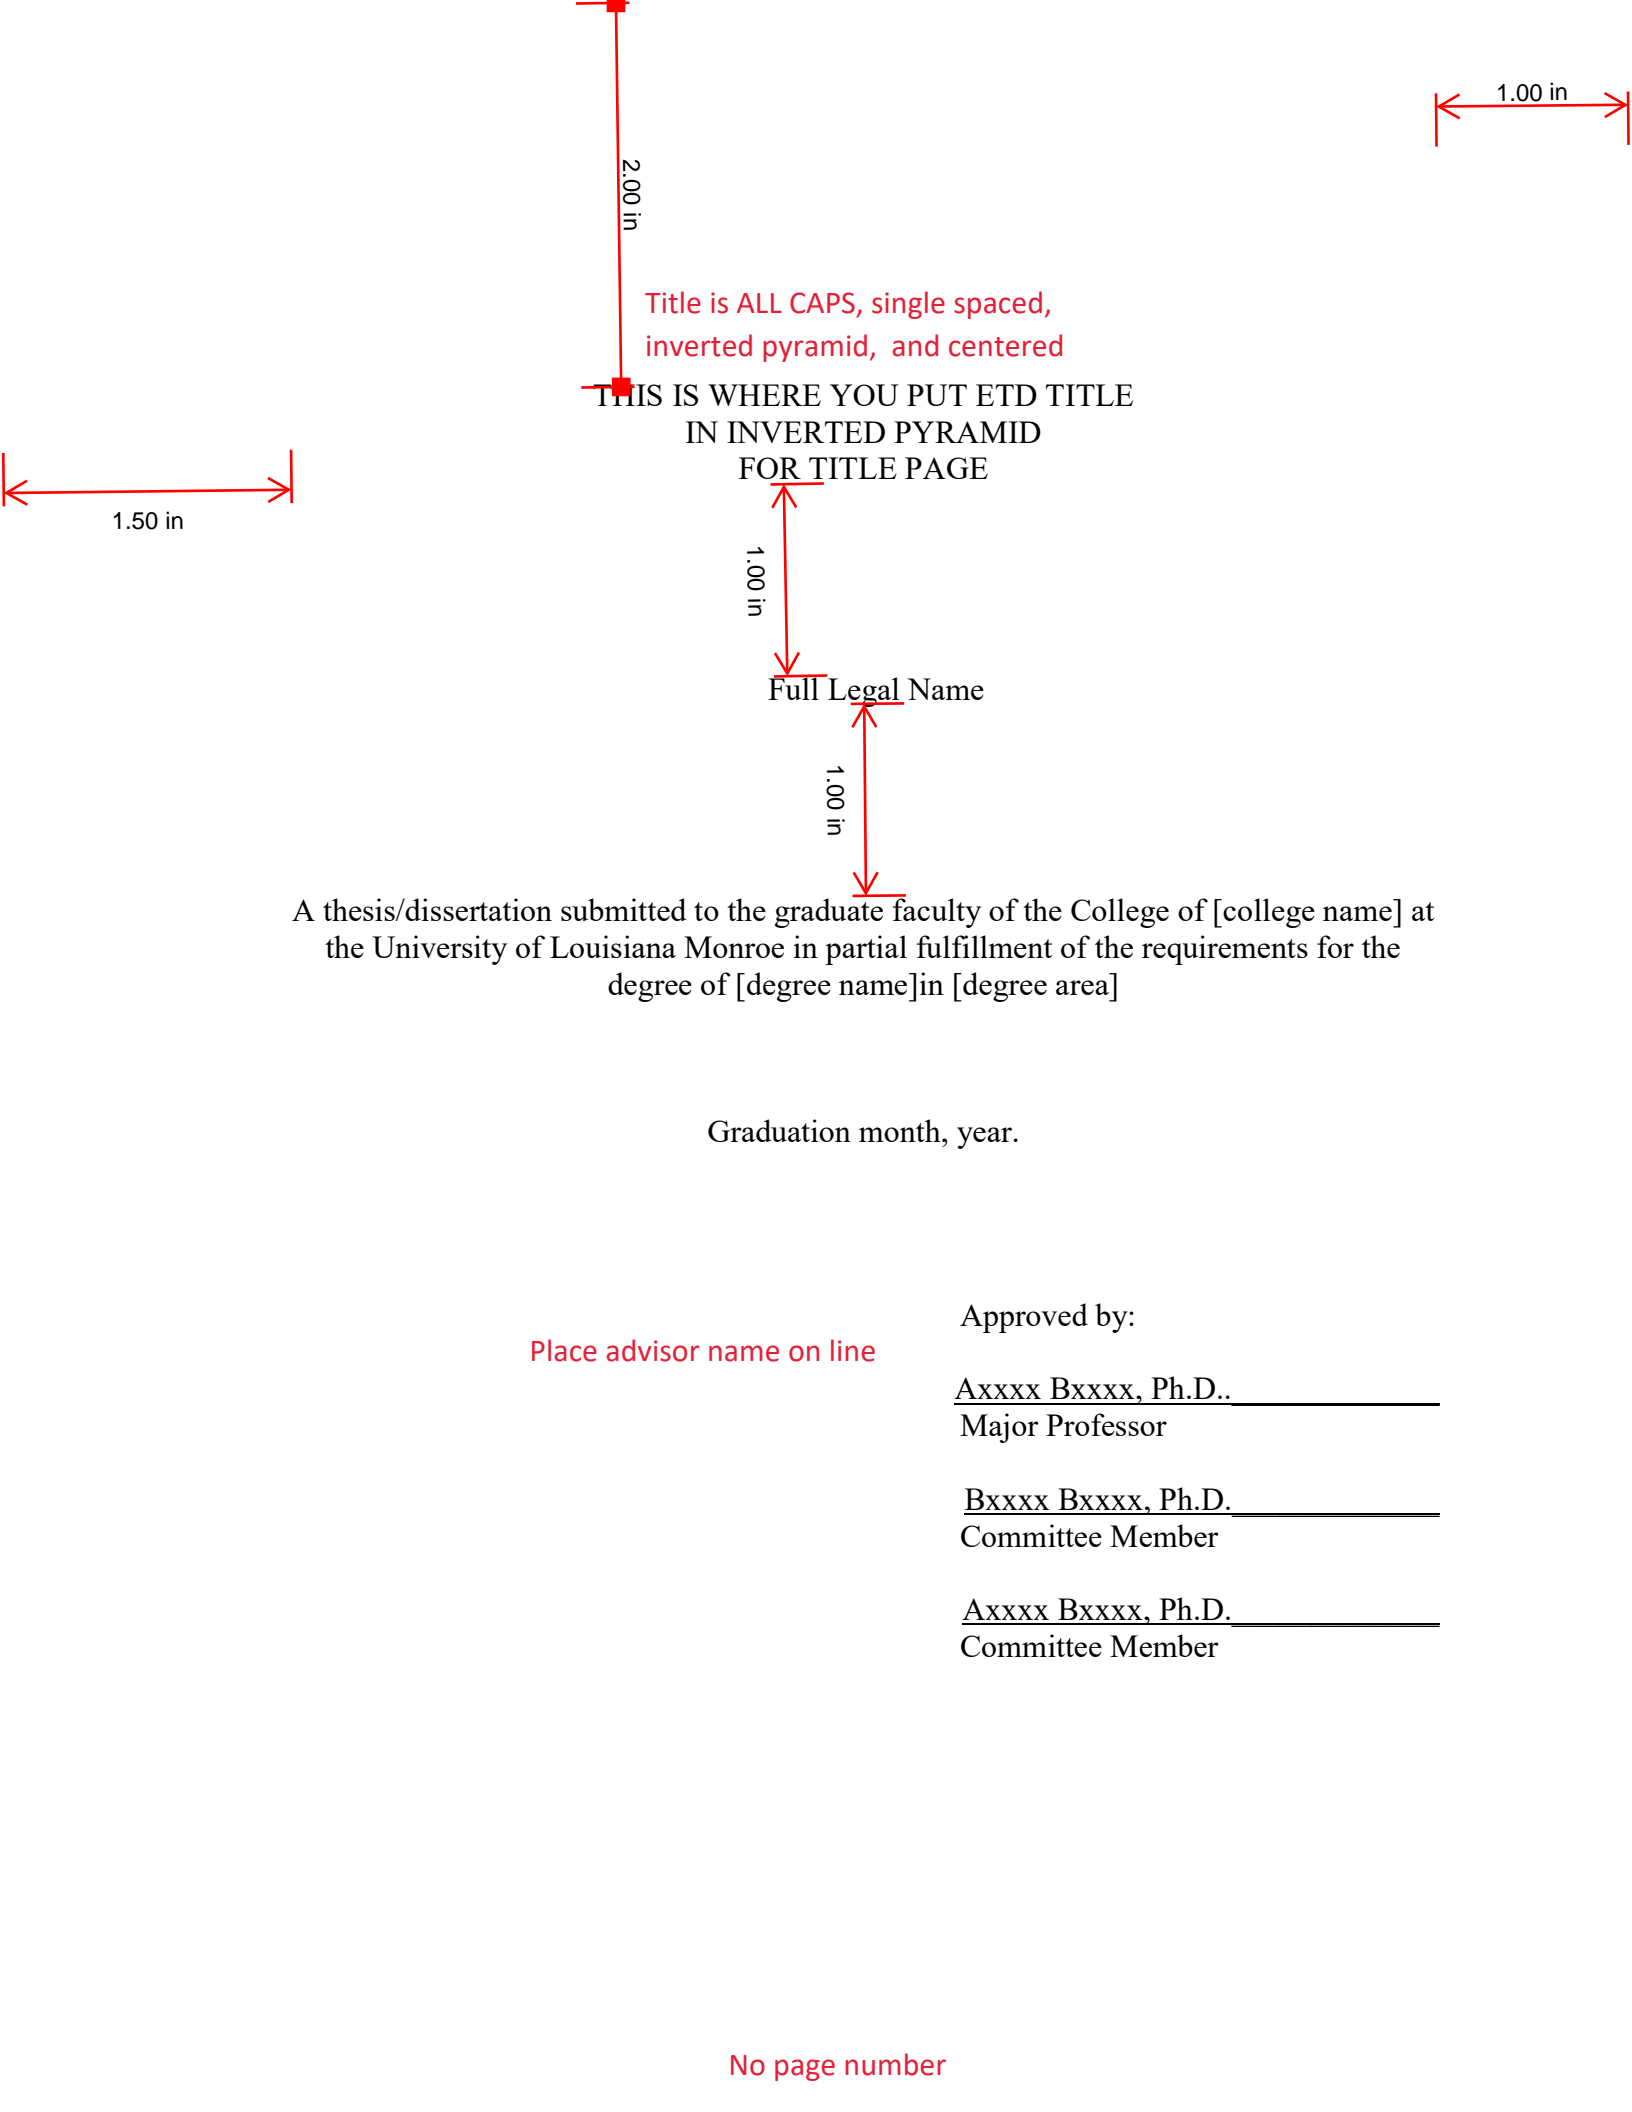 1.00 in
2.00 in
Title is ALL CAPS, single spaced,
inverted pyramid, and centered
THIS IS WHERE YOU PUT ETD TITLE
IN INVERTED PYRAMID
FOR TITLE PAGE
1.50 in
1.00 in
Full Legal Name
1.00 in
A thesis/dissertation submitted to the graduate faculty of the College of [college name] at
the University of Louisiana Monroe in partial fulfillment of the requirements for the
degree of [degree name]in [degree area]
Graduation month, year.
Approved by:
Place advisor name on line
Axxxx Bxxxx, Ph.D.._____________
Major Professor
Bxxxx Bxxxx, Ph.D._____________
Committee Member
Axxxx Bxxxx, Ph.D._____________
Committee Member
No page number